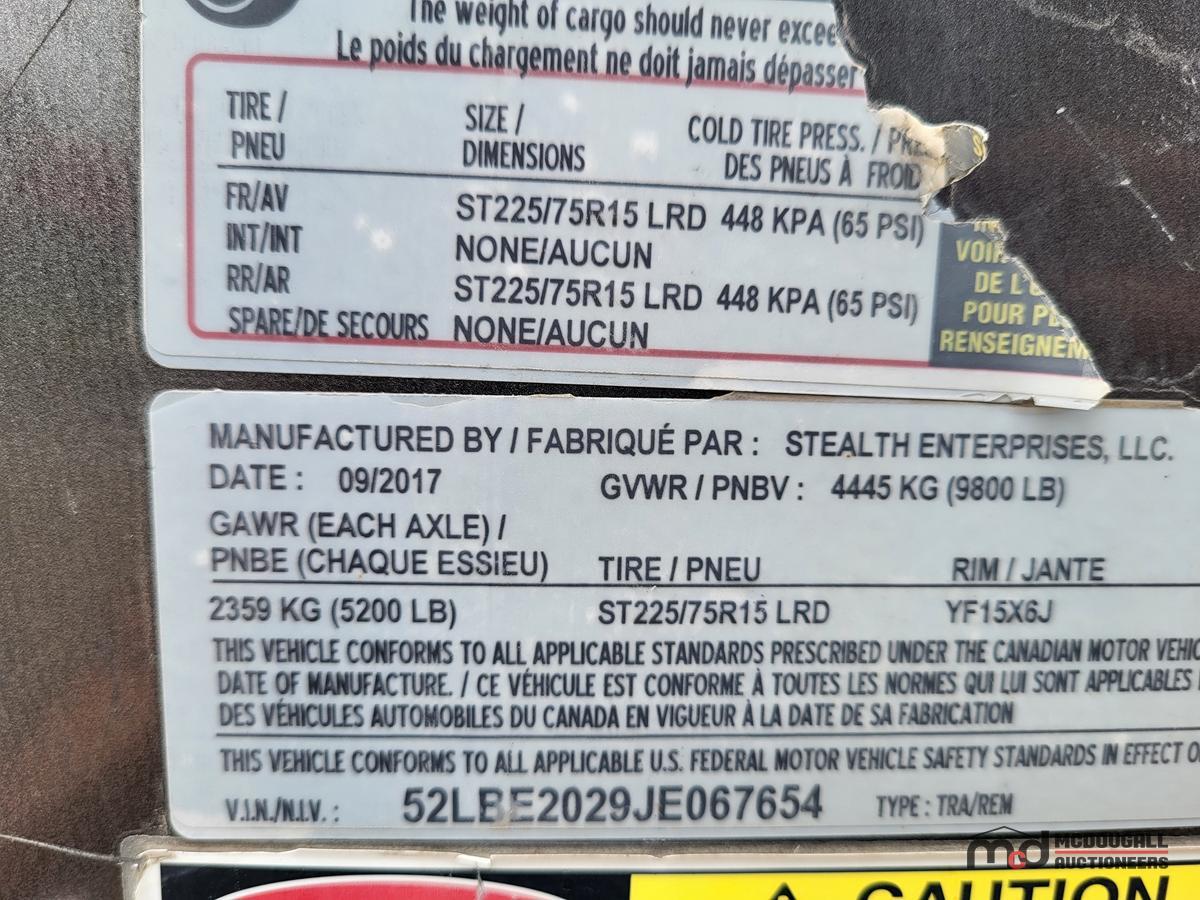 The weight of cargo should never
Le poids du chargement ne doit jamais dépasser
TIRE / PNEU SIZE / DIMENSIONS COLD TIRE PRESS. /
DES PNEUS À FROID
FR/AV ST225/75R15 LRD 448 KPA (65 PSI)
INT/INT NONE/AUCUN
RR/AR ST225/75R15 LRD 448 KPA (65 PSI)
SPARE/DE SECOURS NONE/AUCUN
DE
POUR
MANUFACTURED BY / FABRIQUÉ PAR : STEALTH ENTERPRISES, LLC.
DATE : 09/2017 GVWR / PNBV : 4445 KG (9800 LB)
GAWR (EACH AXLE) /
PNBE (CHAQUE ESSIEU) TIRE / PNEU RIM / JANTE
2359 KG (5200 LB) ST225/75R15 LRD YF15X6J
THIS VEHICLE CONFORMS TO ALL APPLICABLE STANDARDS PRESCRIBED UNDER THE CANADIAN MOTOR
DATE OF MANUFACTURE. / CE VÉHICULE EST CONFORME À TOUTES LES NORMES QUI LUI SONT APPLICABLES
DES VÉHICULES AUTOMOBILES DU CANADA EN VIGUEUR À LA DATE DE SA FABRICATION
THIS VEHICLE CONFORMS TO ALL APPLICABLE U.S. FEDERAL MOTOR VEHICLE SAFETY STANDARDS IN EFFECT
V.I.N./N.I.V. : 52LBE2029JE067654 TYPE : TRA/REM
mcd MCDOUGALL
AUCTIONEERS
CAUTION